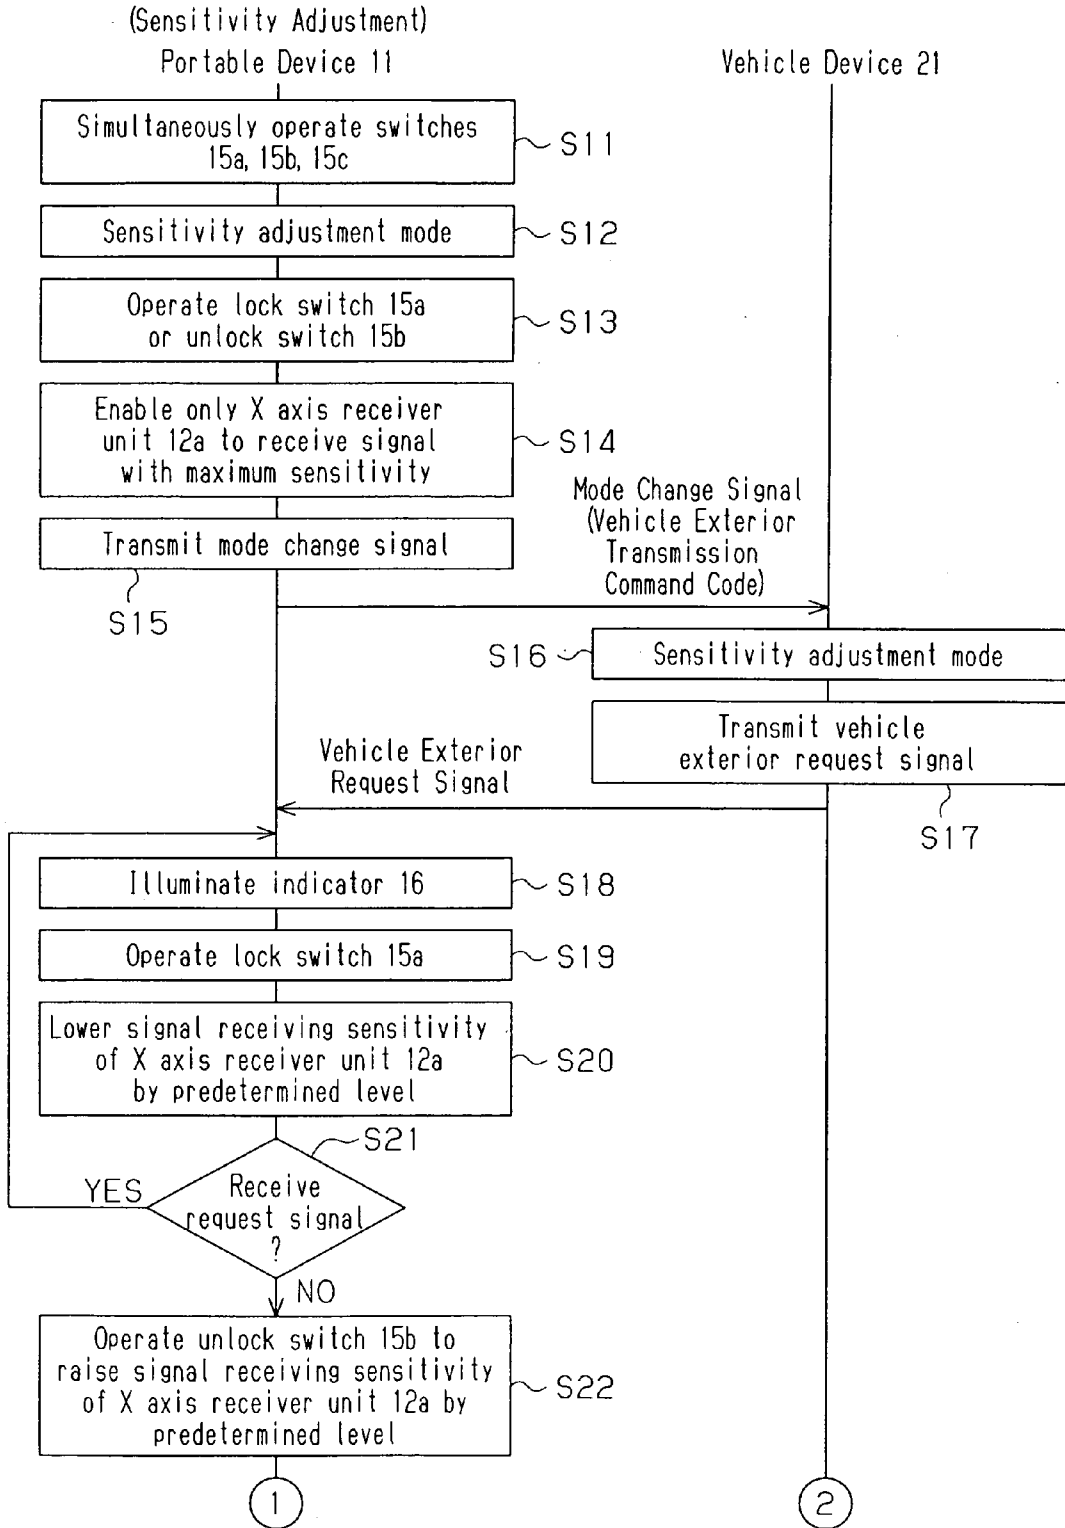 (Sensitivity Adjustment)
Portable Device 11
Vehicle Device 21
Simultaneously operate switches
15a, 15b, 15c
S11
Sensitivity adjustment mode
S12
Operate lock switch 15a
or unlock switch 15b
S13
Enable only X axis receiver
unit 12a to receive signal
with maximum sensitivity
S14
Mode Change Signal
(Vehicle Exterior
Transmission
Command Code)
Transmit mode change signal
S15
S16
Sensitivity adjustment mode
Transmit vehicle
exterior request signal
S17
Vehicle Exterior
Request Signal
Illuminate indicator 16
S18
Operate lock switch 15a
S19
Lower signal receiving sensitivity
of X axis receiver unit 12a
by predetermined level
S20
S21
YES
Receive
request signal
?
NO
Operate unlock switch 15b to
raise signal receiving sensitivity
of X axis receiver unit 12a by
predetermined level
S22
1
2